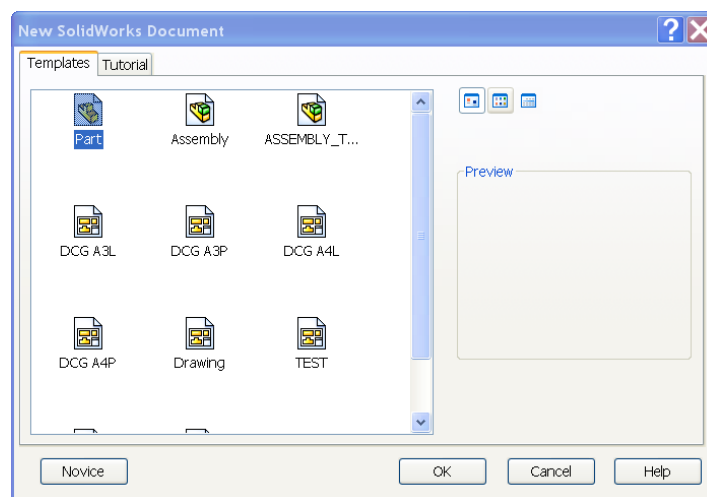 New SolidWorks Document
Templates Tutorial
Part Assembly ASSEMBLY_T...
Preview
DCG A3L DCG A3P DCG A4L
DCG A4P Drawing TEST
Novice OK Cancel Help